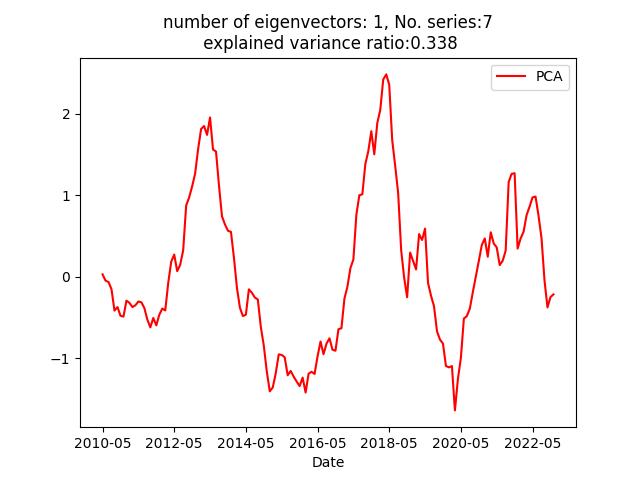 number of eigenvectors: 1, No. series:7
explained variance ratio:0.338
PCA
2
1
0
−1
2010-05 2012-05 2014-05 2016-05 2018-05 2020-05 2022-05
Date